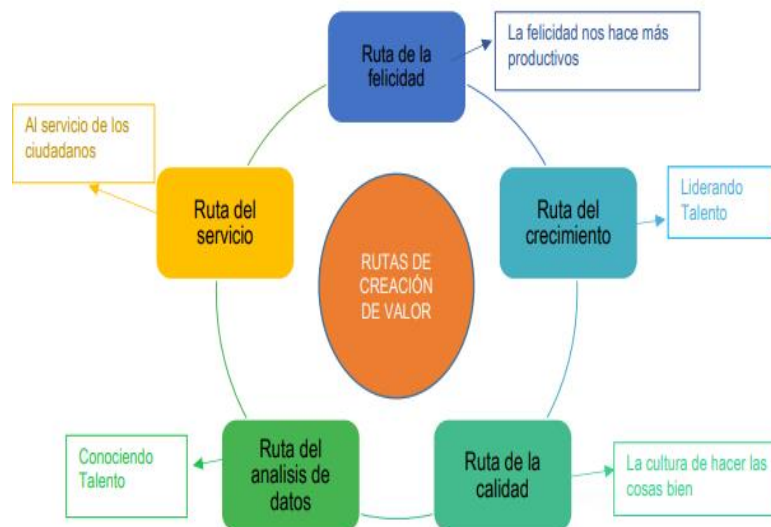 Ruta de la
felicidad
La felicidad nos hace más
productivos
Al servicio de los
ciudadanos
Ruta del
servicio
Ruta del
crecimiento
Liderando
Talento
RUTAS DE
CREACIÓN
DE VALOR
Conociendo
Talento
Ruta del
analisis de
datos
Ruta de la
calidad
La cultura de hacer las
cosas bien